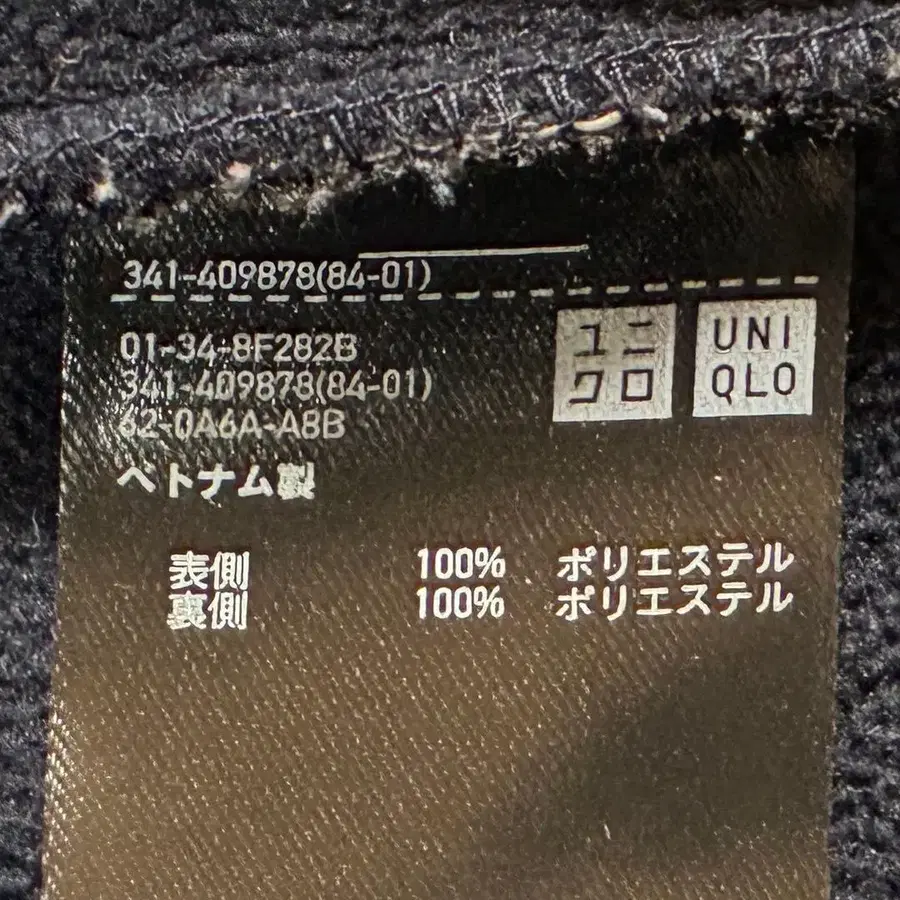 341-409878(84-01)
01-34-8F282B
341-409878(84-01)
62-0A6A-A8B
ユニ
クロ
UNI
QLO
ベトナム製
表側 100% ポリエステル
裏側 100% ポリエステル